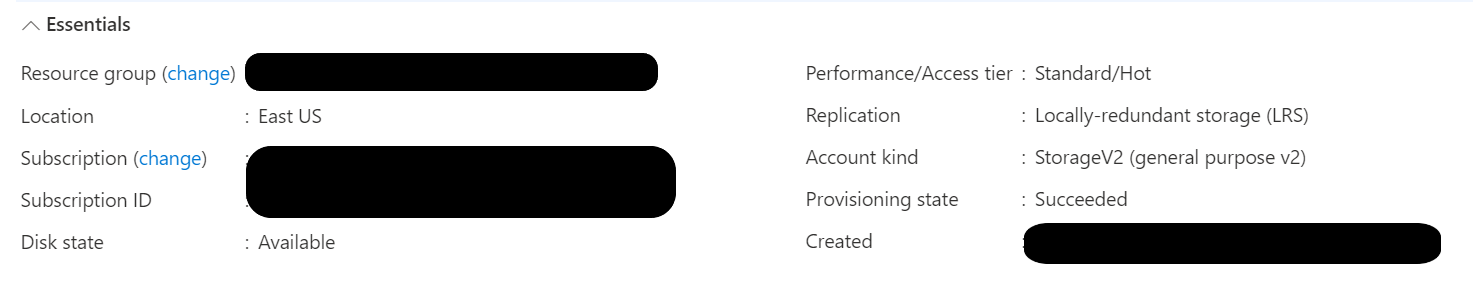 Essentials
Resource group (change)
Location : East US
Subscription (change) :
Subscription ID :
Disk state : Available
Performance/Access tier : Standard/Hot
Replication : Locally-redundant storage (LRS)
Account kind : StorageV2 (general purpose v2)
Provisioning state : Succeeded
Created :